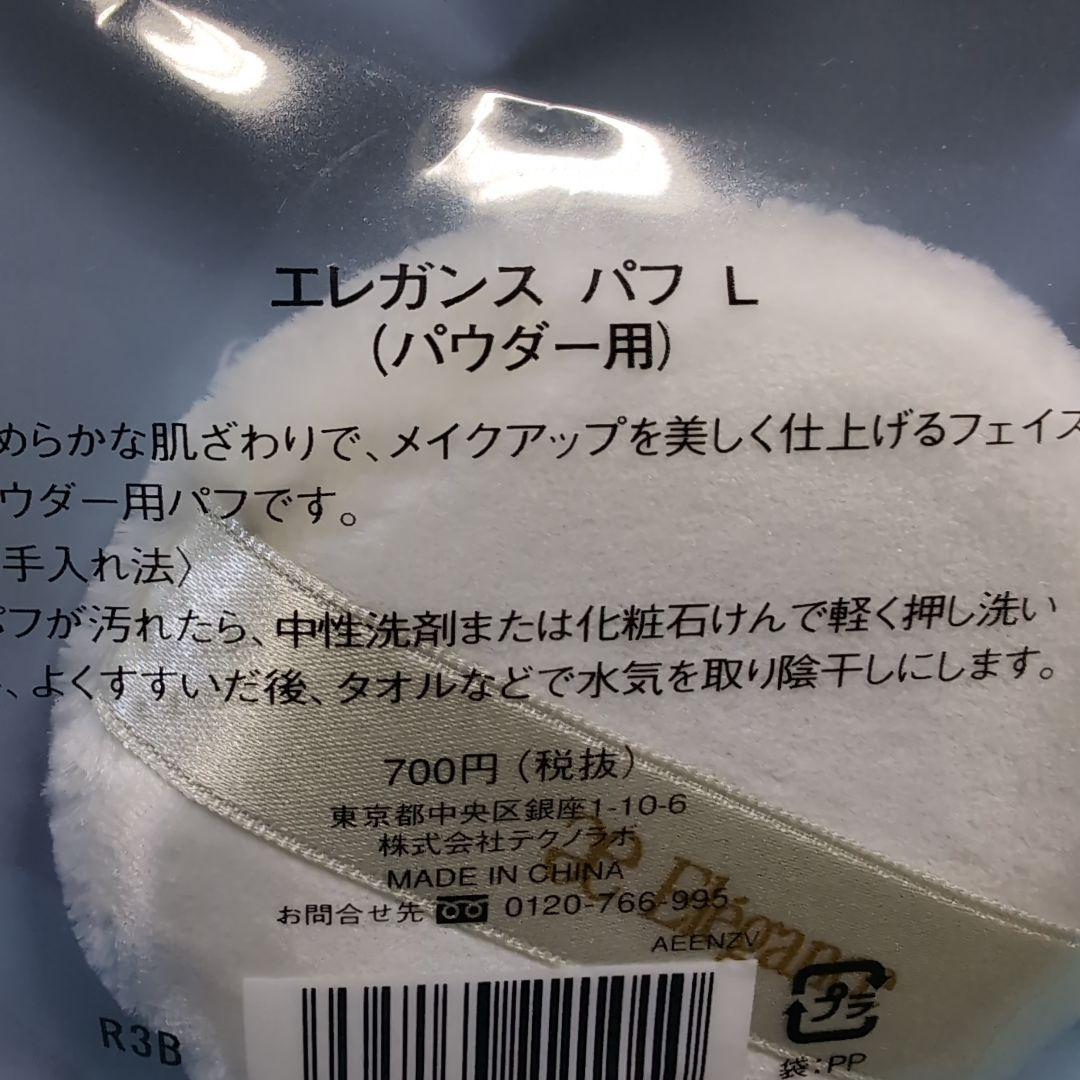 エレガンス パフ L
(パウダー用)
めらかな肌ざわりで、メイクアップを美しく仕上げるフェイス
ウダー用パフです。
手入れ法〉
パフが汚れたら、中性洗剤または化粧石けんで軽く押し洗い
、よくすすいだ後、タオルなどで水気を取り陰干しにします。
700円（税抜）
東京都中央区銀座1-10-6
株式会社テクノラボ
MADE IN CHINA
お問合せ先 0120-766-995
AEENZV
Élégance
プラ
袋:PP
R3B